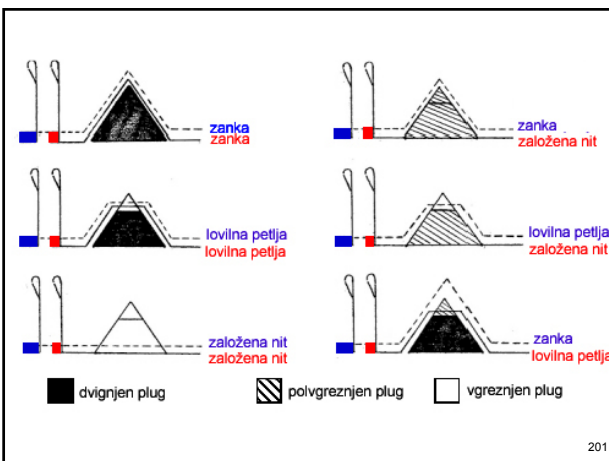 zanka
zanka
zanka
založena nit
lovilna petlja
lovilna petlja
lovilna petlja
založena nit
založena nit
založena nit
zanka
lovilna petlja
dvignjen plug
polvgreznjen plug
vgreznjen plug
201